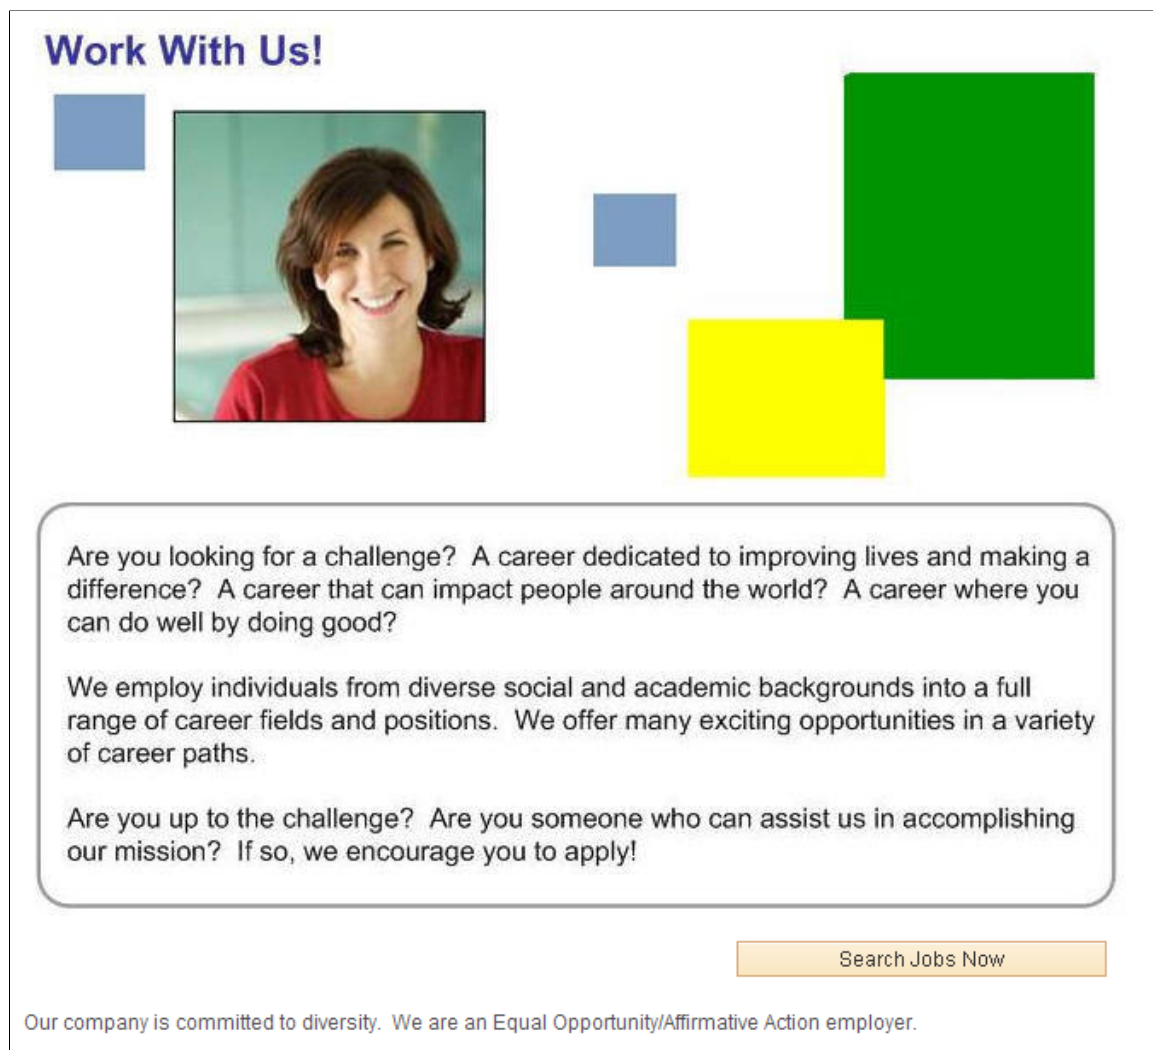 Work With Us!
Are you looking for a challenge?  A career dedicated to improving lives and making a
difference?  A career that can impact people around the world?  A career where you
can do well by doing good?
We employ individuals from diverse social and academic backgrounds into a full
range of career fields and positions.  We offer many exciting opportunities in a variety
of career paths.
Are you up to the challenge?  Are you someone who can assist us in accomplishing
our mission?  If so, we encourage you to apply!
Search Jobs Now
Our company is committed to diversity.  We are an Equal Opportunity/Affirmative Action employer.